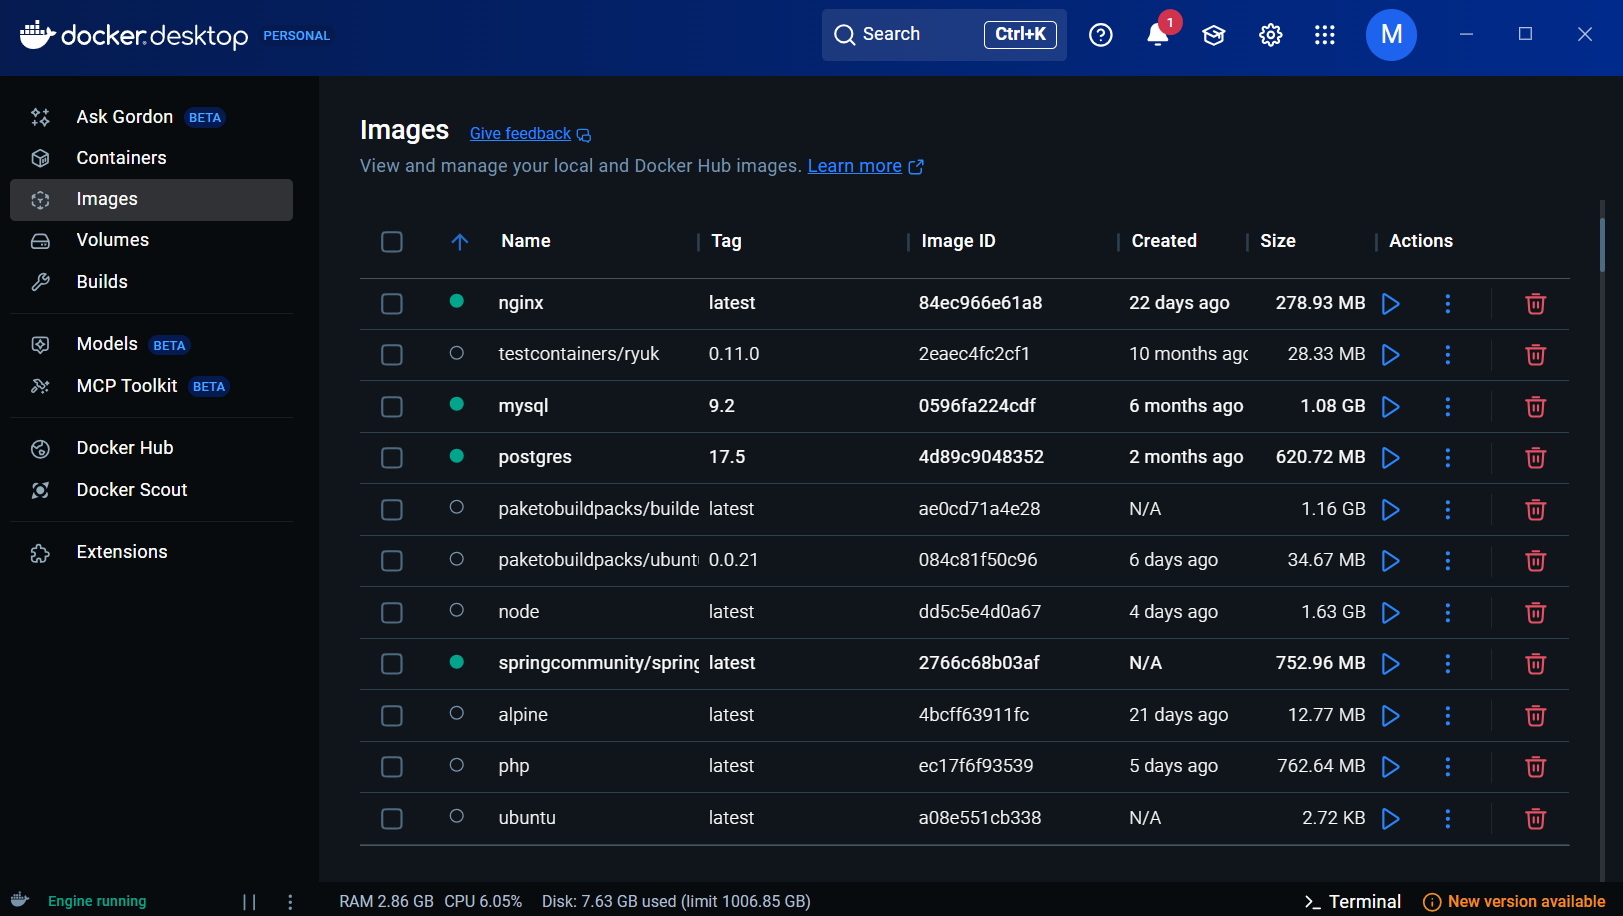 docker.desktop PERSONAL Search Ctrl+K 1 M
Ask Gordon BETA
Containers
Images
Volumes
Builds
Models BETA
MCP Toolkit BETA
Docker Hub
Docker Scout
Extensions
Images Give feedback
View and manage your local and Docker Hub images. Learn more
Name Tag Image ID Created Size Actions
nginx latest 84ec966e61a8 22 days ago 278.93 MB
testcontainers/ryuk 0.11.0 2eaec4fc2cf1 10 months ago 28.33 MB
mysql 9.2 0596fa224cdf 6 months ago 1.08 GB
postgres 17.5 4d89c9048352 2 months ago 620.72 MB
paketobuildpacks/builde latest ae0cd71a4e28 N/A 1.16 GB
paketobuildpacks/ubunt 0.0.21 084c81f50c96 6 days ago 34.67 MB
node latest dd5c5e4d0a67 4 days ago 1.63 GB
springcommunity/spring latest 2766c68b03af N/A 752.96 MB
alpine latest 4bcff63911fc 21 days ago 12.77 MB
php latest ec17f6f93539 5 days ago 762.64 MB
ubuntu latest a08e551cb338 N/A 2.72 KB
Engine running RAM 2.86 GB CPU 6.05% Disk: 7.63 GB used (limit 1006.85 GB) Terminal New version available